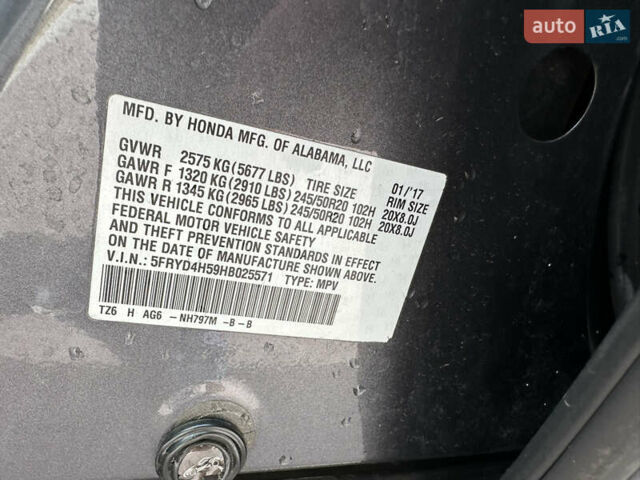 auto RIA.com
MFD. BY HONDA MFG. OF ALABAMA, LLC 01/'17
GVWR 2575 KG(5677 LBS) TIRE SIZE RIM SIZE
GAWR F 1320 KG(2910 LBS)245/50R20 102H 20X8.0J
GAWR R 1345 KG(2965 LBS)245/50R20 102H 20X8.0J
THIS VEHICLE CONFORMS TO ALL APPLICABLE
FEDERAL MOTOR VEHICLE SAFETY
AND THEFT PREVENTION STANDARDS IN EFFECT
ON THE DATE OF MANUFACTURE SHOWN ABOVE.
V.I.N.: 5FRYD4H59HB025571 TYPE: MPV
TZ6 H AG6 -NH797M -B-B